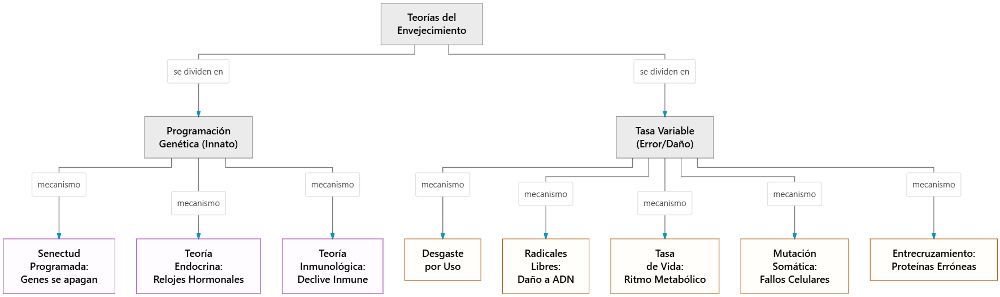 Teorías del
Envejecimiento
se dividen en
se dividen en
Programación
Genética (Innato)
Tasa Variable
(Error/Daño)
mecanismo
mecanismo
mecanismo
mecanismo
mecanismo
mecanismo
mecanismo
mecanismo
Senectud
Programada:
Genes se apagan
Teoría
Endocrina:
Relojes Hormonales
Teoría
Inmunológica:
Declive Inmune
Desgaste
por Uso
Radicales
Libres:
Daño a ADN
Tasa
de Vida:
Ritmo Metabólico
Mutación
Somática:
Fallos Celulares
Entrecruzamiento:
Proteínas Erróneas